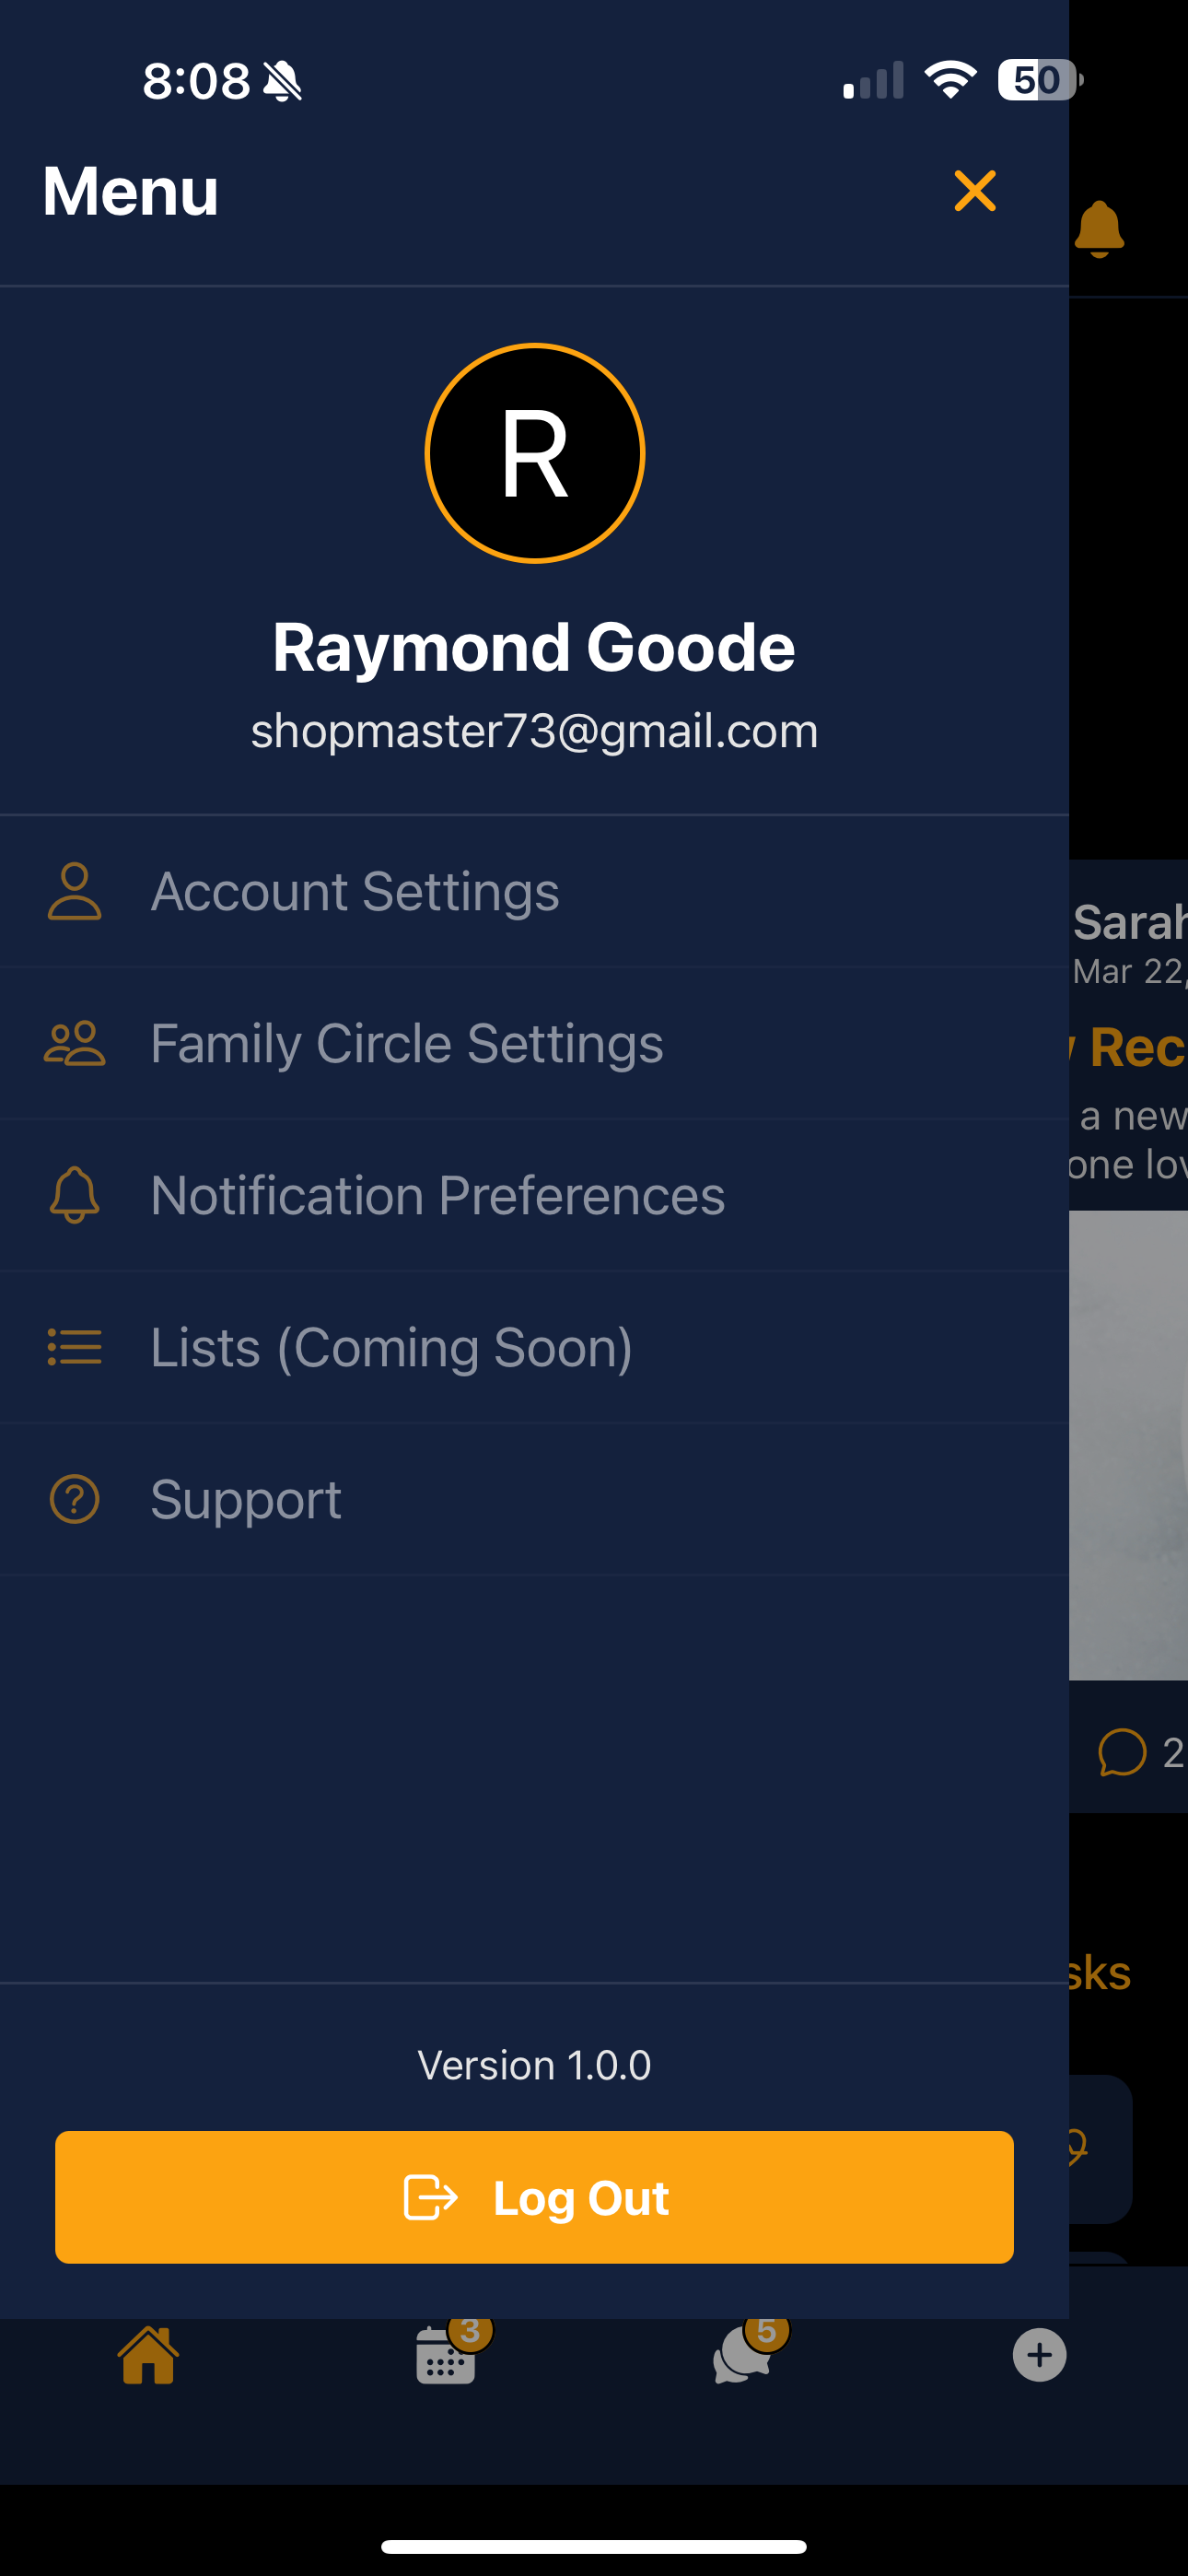 8:08
50
Menu
R
Raymond Goode
shopmaster73@gmail.com
Account Settings
Sarah
Mar 22,
Family Circle Settings
Rec
a new
one lov
Notification Preferences
Lists (Coming Soon)
Support
2
sks
Version 1.0.0
Log Out
3
5